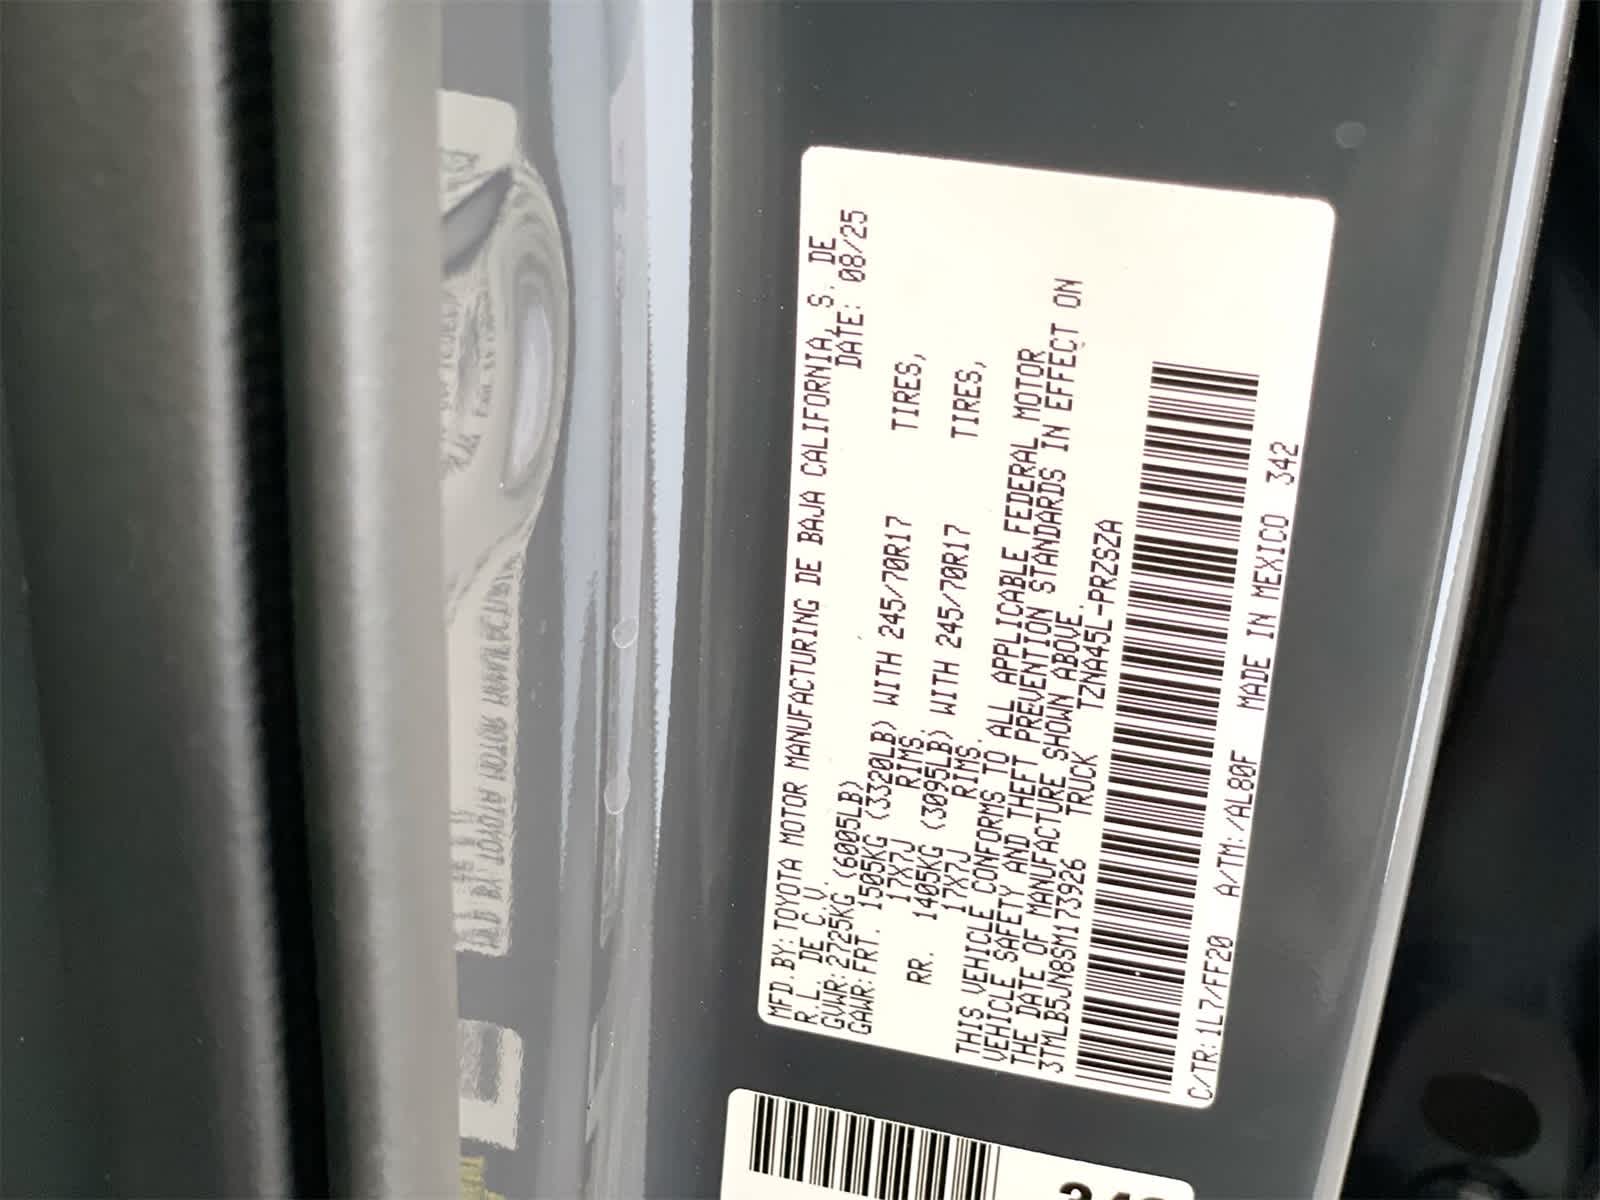 MFD. BY: TOYOTA MOTOR MANUFACTURING DE BAJA CALIFORNIA, S. DE
R.L. DE C.V. DATE: 08/25
GVWR: 2725KG (6005LB)
GAWR: FRT. 1505KG (3320LB) WITH 245/70R17 TIRES,
17X7J RIMS.
RR. 1405KG (3095LB) WITH 245/70R17 TIRES,
17X7J RIMS.
THIS VEHICLE CONFORMS TO ALL APPLICABLE FEDERAL MOTOR
VEHICLE SAFETY AND THEFT PREVENTION STANDARDS IN EFFECT ON
THE DATE OF MANUFACTURE SHOWN ABOVE.
3TMLB5JN8SM173926 TRUCK TZNA45L-PRZSZA
C/TR: 1L7/FF20 A/TM: /AL80F MADE IN MEXICO 342